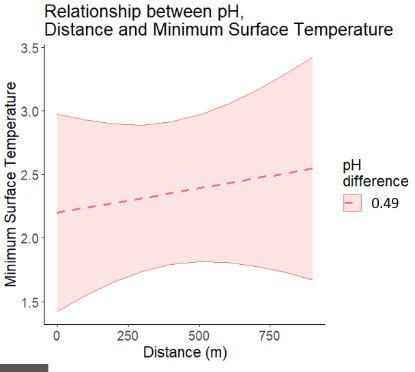 Relationship between pH,
Distance and Minimum Surface Temperature
Minimum Surface Temperature
3.5
3.0
2.5
2.0
1.5
0
250
500
750
Distance (m)
pH
difference
0.49